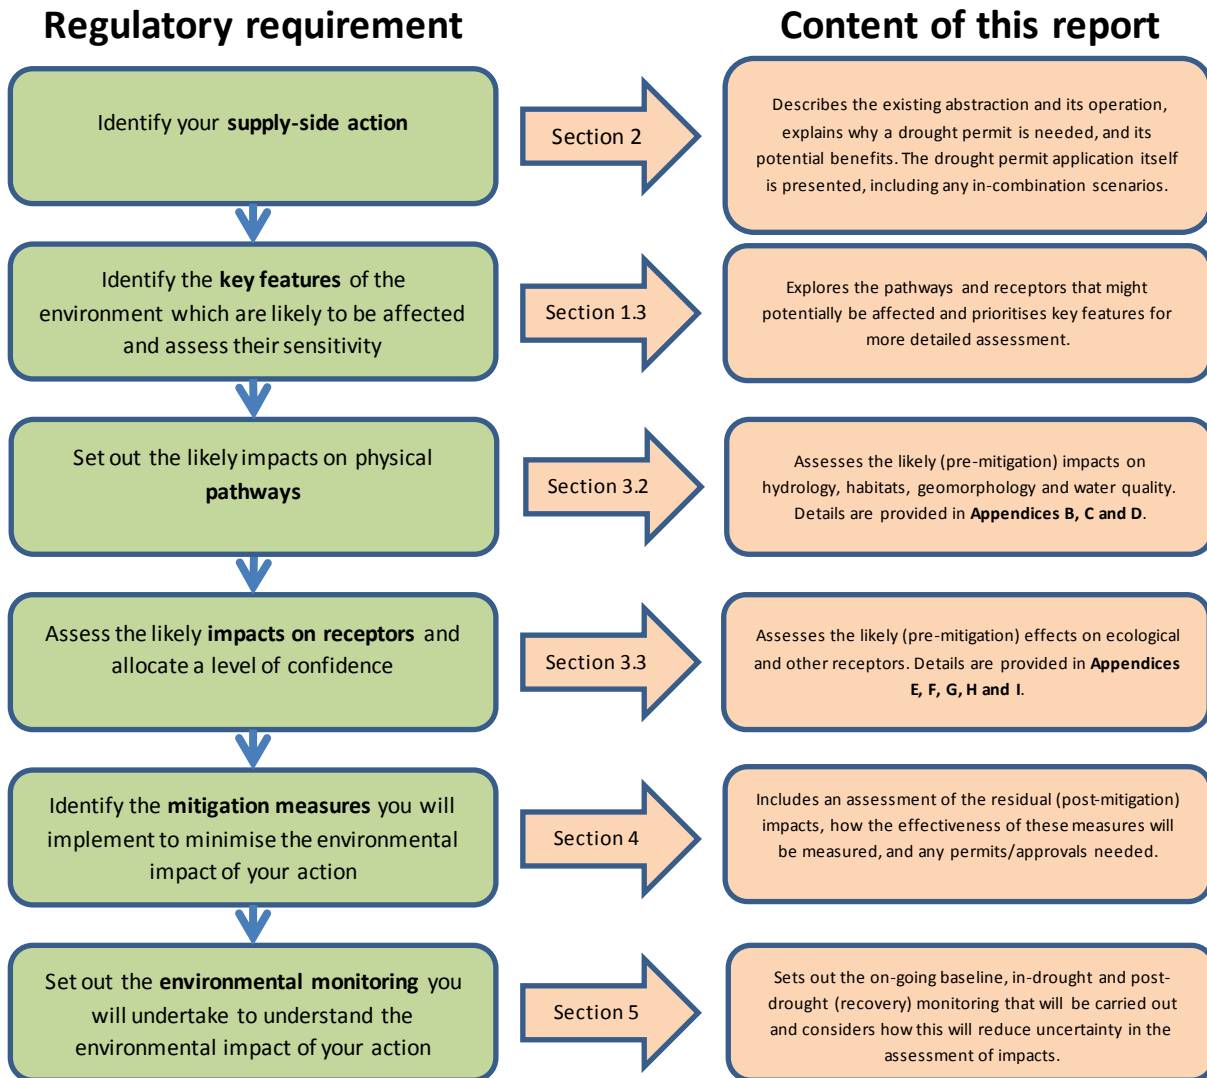 Regulatory requirement
Content of this report
Identify your supply-side action
Section 2
Describes the existing abstraction and its operation,
explains why a drought permit is needed, and its
potential benefits. The drought permit application itself
is presented, including any in-combination scenarios.
Identify the key features of the
environment which are likely to be affected
and assess their sensitivity
Section 1.3
Explores the pathways and receptors that might
potentially be affected and prioritises key features for
more detailed assessment.
Set out the likely impacts on physical
pathways
Section 3.2
Assesses the likely (pre-mitigation) impacts on
hydrology, habitats, geomorphology and water quality.
Details are provided in Appendices B, C and D.
Assess the likely impacts on receptors and
allocate a level of confidence
Section 3.3
Assesses the likely (pre-mitigation) effects on ecological
and other receptors. Details are provided in Appendices
E, F, G, H and I.
Identify the mitigation measures you will
implement to minimise the environmental
impact of your action
Section 4
Includes an assessment of the residual (post-mitigation)
impacts, how the effectiveness of these measures will
be measured, and any permits/approvals needed.
Set out the environmental monitoring you
will undertake to understand the
environmental impact of your action
Section 5
Sets out the on-going baseline, in-drought and post-
drought (recovery) monitoring that will be carried out
and considers how this will reduce uncertainty in the
assessment of impacts.